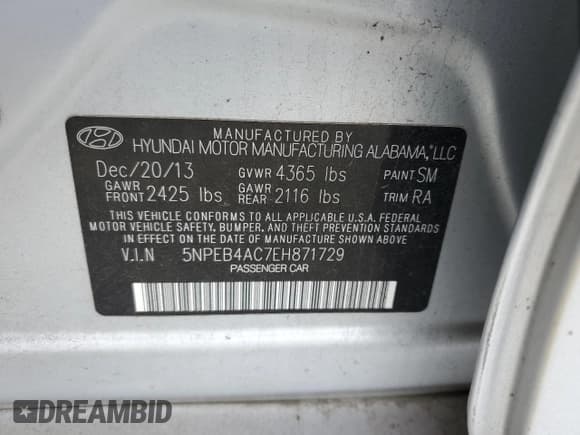 MANUFACTURED BY
HYUNDAI MOTOR MANUFACTURING ALABAMA, LLC
Dec/20/13 GVWR 4365 lbs PAINT SM
GAWR FRONT 2425 lbs GAWR REAR 2116 lbs TRIM RA
THIS VEHICLE CONFORMS TO ALL APPLICABLE U.S.A. FEDERAL
MOTOR VEHICLE SAFETY, BUMPER, AND THEFT PREVENTION STANDARDS
IN EFFECT ON THE DATE OF MANUFACTURE SHOWN ABOVE
V.I.N 5NPEB4AC7EH871729
PASSENGER CAR
DREAMBID